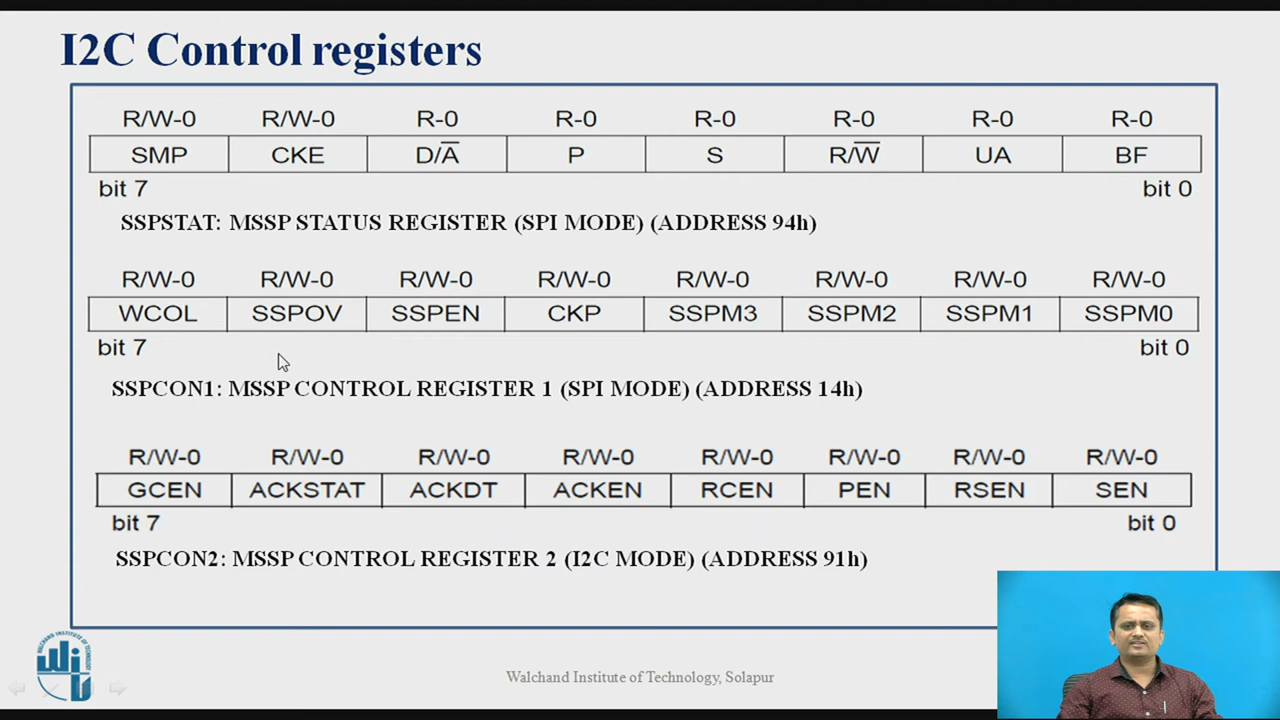 I2C Control registers
R/W-0 R/W-0 R-0 R-0 R-0 R-0 R-0 R-0
SMP CKE D/A̅ P S R/W̅ UA BF
bit 7 bit 0
SSPSTAT: MSSP STATUS REGISTER (SPI MODE) (ADDRESS 94h)
R/W-0 R/W-0 R/W-0 R/W-0 R/W-0 R/W-0 R/W-0 R/W-0
WCOL SSPOV SSPEN CKP SSPM3 SSPM2 SSPM1 SSPM0
bit 7 bit 0
SSPCON1: MSSP CONTROL REGISTER 1 (SPI MODE) (ADDRESS 14h)
R/W-0 R/W-0 R/W-0 R/W-0 R/W-0 R/W-0 R/W-0 R/W-0
GCEN ACKSTAT ACKDT ACKEN RCEN PEN RSEN SEN
bit 7 bit 0
SSPCON2: MSSP CONTROL REGISTER 2 (I2C MODE) (ADDRESS 91h)
WALCHAND INSTITUTE OF TECHNOLOGY
Walchand Institute of Technology, Solapur